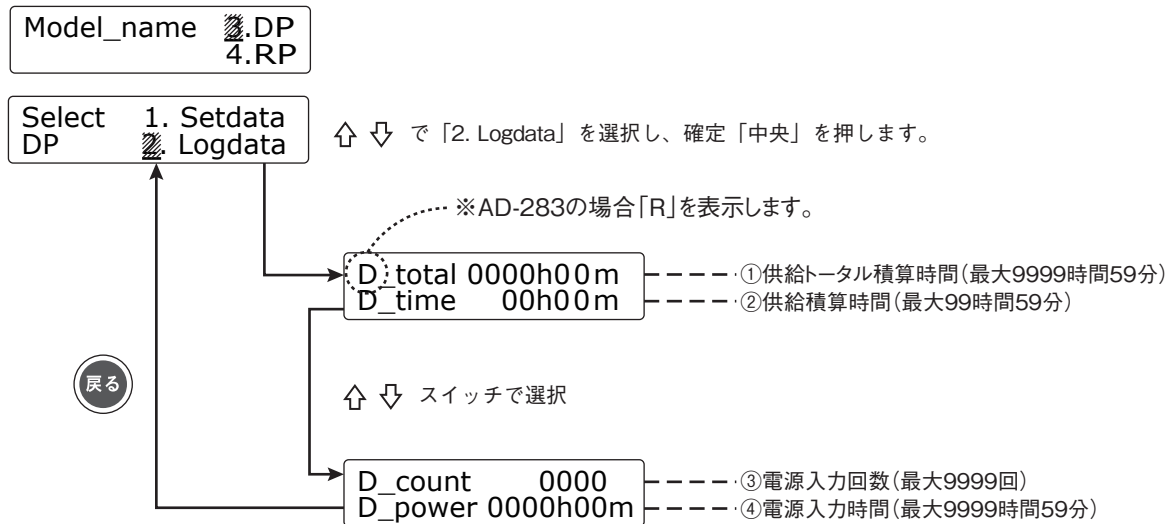 Model_name 3.DP
4.RP
Select 1. Setdata
DP 2. Logdata
⇧ ⇩ で「2. Logdata」を選択し、確定「中央」を押します。
※AD-283の場合「R」を表示します。
D_total 0000h00m
①供給トータル積算時間(最大9999時間59分)
D_time 00h00m
②供給積算時間(最大99時間59分)
戻る
⇧ ⇩ スイッチで選択
D_count 0000
③電源入力回数(最大9999回)
D_power 0000h00m
④電源入力時間(最大9999時間59分)